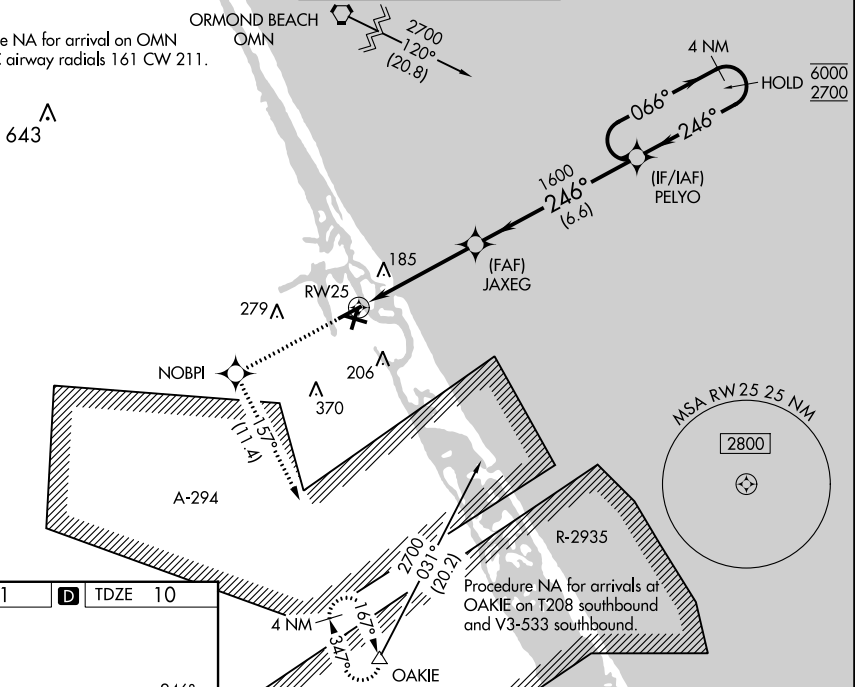 ORMOND BEACH
OMN
2700
120°
(20.8)
e NA for arrival on OMN
airway radials 161 CW 211.
643
4 NM
HOLD
6000
2700
066°
246°
(IF/IAF)
PELYO
1600
246°
(6.6)
(FAF)
JAXEG
185
RW25
279
206
370
NOBPI
157°
(11.4)
MSA RW25 25 NM
2800
A-294
R-2935
2700
031°
(20.2)
Procedure NA for arrivals at
OAKIE on T208 southbound
and V3-533 southbound.
1
D
TDZE 10
4 NM
167°
347°
OAKIE